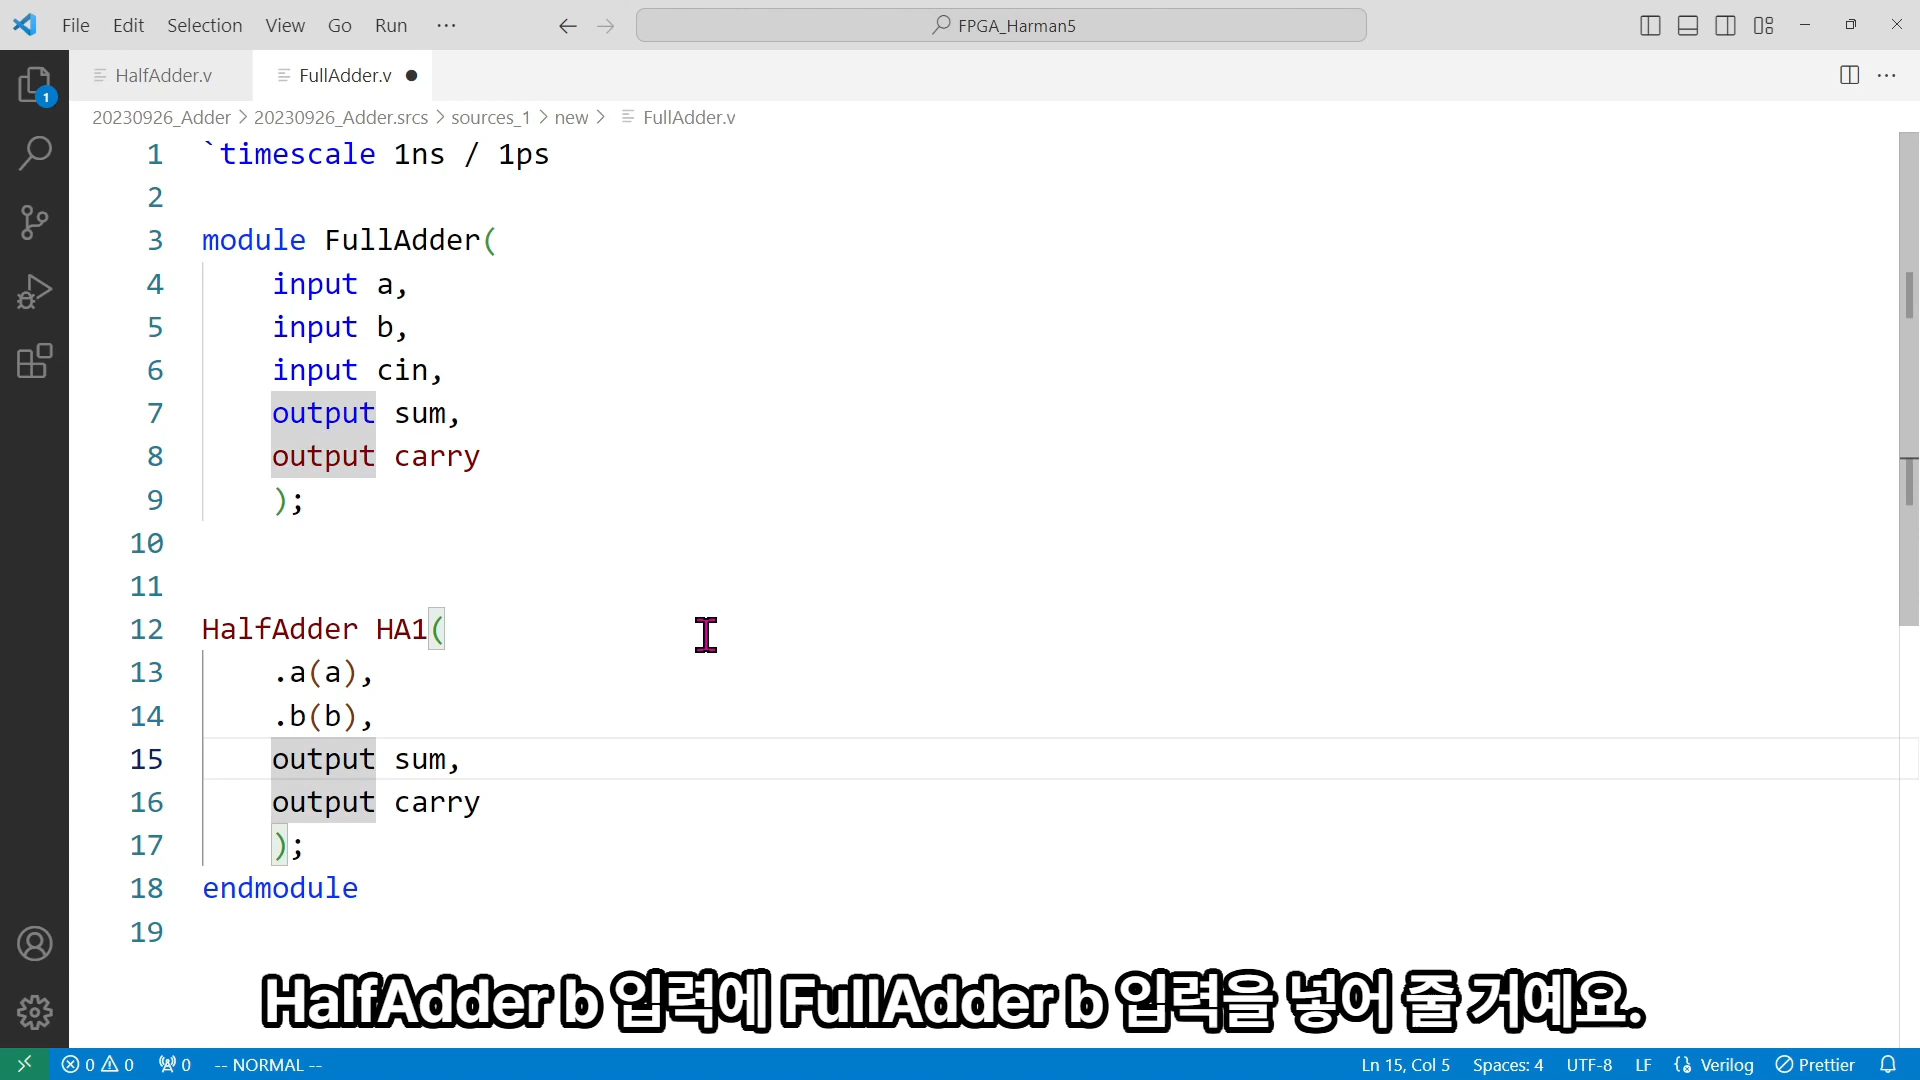 File Edit Selection View Go Run ··· FPGA_Harman5
HalfAdder.v FullAdder.v
1
20230926_Adder > 20230926_Adder.srcs > sources_1 > new > FullAdder.v
1 `timescale 1ns / 1ps
2
3 module FullAdder(
4 input a,
5 input b,
6 input cin,
7 output sum,
8 output carry
9 );
10
11
12 HalfAdder HA1(
13 .a(a),
14 .b(b),
15 output sum,
16 output carry
17 );
18 endmodule
19
HalfAdder b 입력에 FullAdder b 입력을 넣어 줄 거예요.
0 0 0 -- NORMAL -- Ln 15, Col 5 Spaces: 4 UTF-8 LF Verilog Prettier